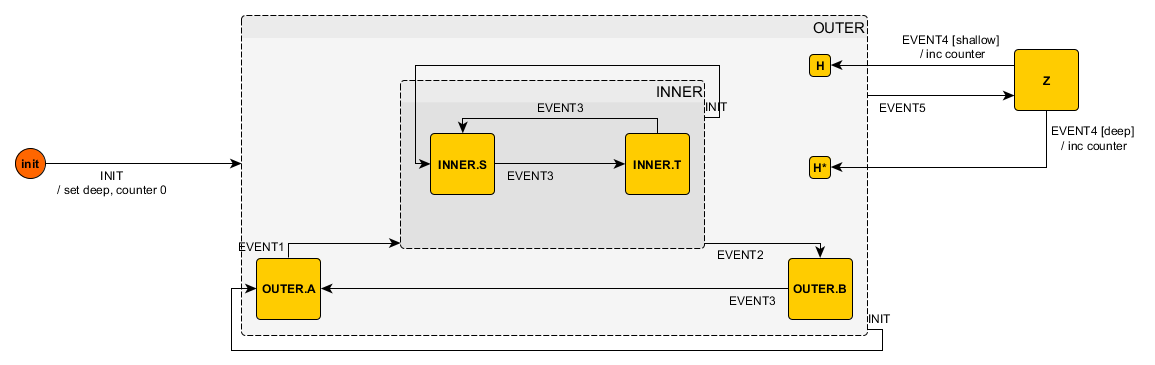 OUTER
EVENT4 [shallow]
/ inc counter
H
Z
INNER
INIT
EVENT3
EVENT5
EVENT4 [deep]
/ inc counter
init
INIT
/ set deep, counter 0
INNER.S
EVENT3
INNER.T
H*
EVENT1
EVENT2
OUTER.A
OUTER.B
EVENT3
INIT